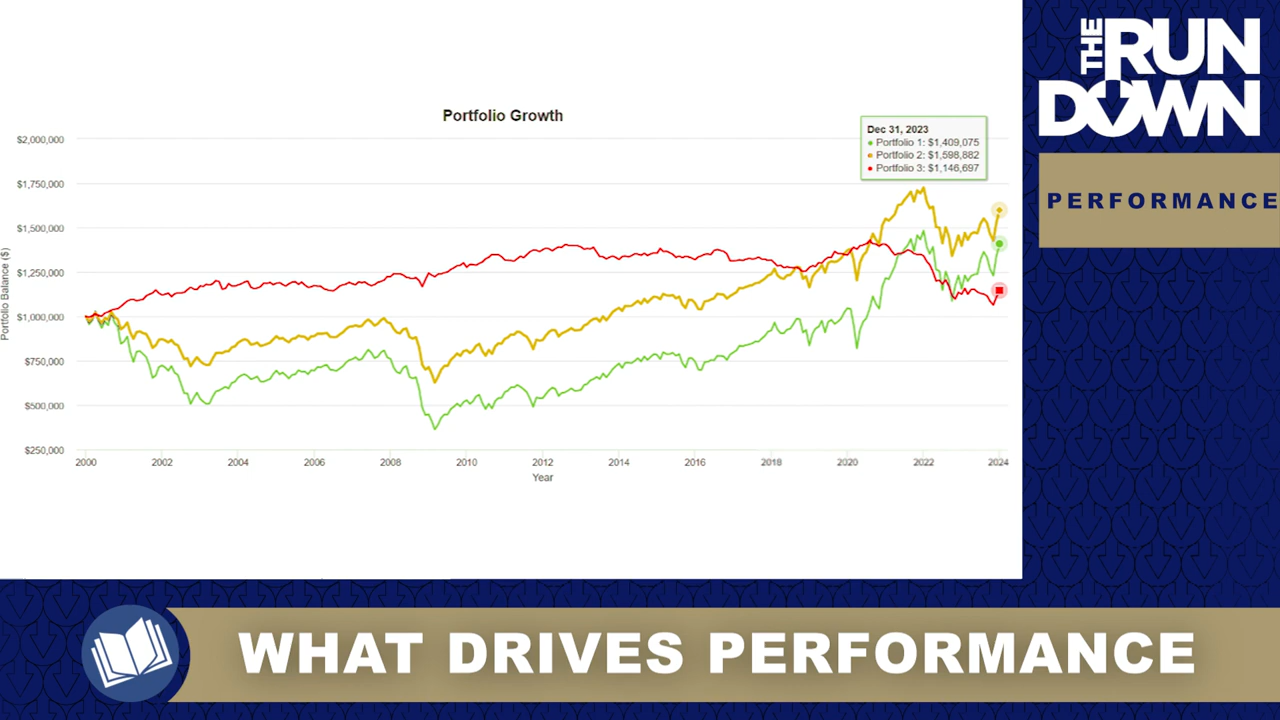 Portfolio Growth
Dec 31, 2023
Portfolio 1: $1,409,075
Portfolio 2: $1,598,882
Portfolio 3: $1,146,697
$2,000,000
$1,750,000
$1,500,000
$1,250,000
$1,000,000
$750,000
$500,000
$250,000
Portfolio Balance ($)
2000 2002 2004 2006 2008 2010 2012 2014 2016 2018 2020 2022 2024
Year
THE RUN
DOWN
PERFORMANCE
WHAT DRIVES PERFORMANCE